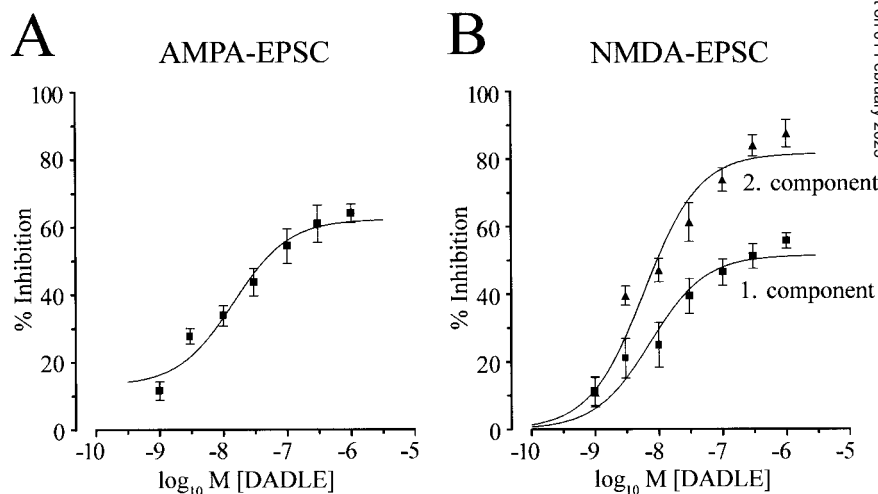 A
AMPA-EPSC
100
80
60
40
20
0
% Inhibition
-10
-9
-8
-7
-6
-5
log10 M [DADLE]
B
NMDA-EPSC
100
80
60
40
20
0
% Inhibition
2. component
1. component
-10
-9
-8
-7
-6
-5
log10 M [DADLE]